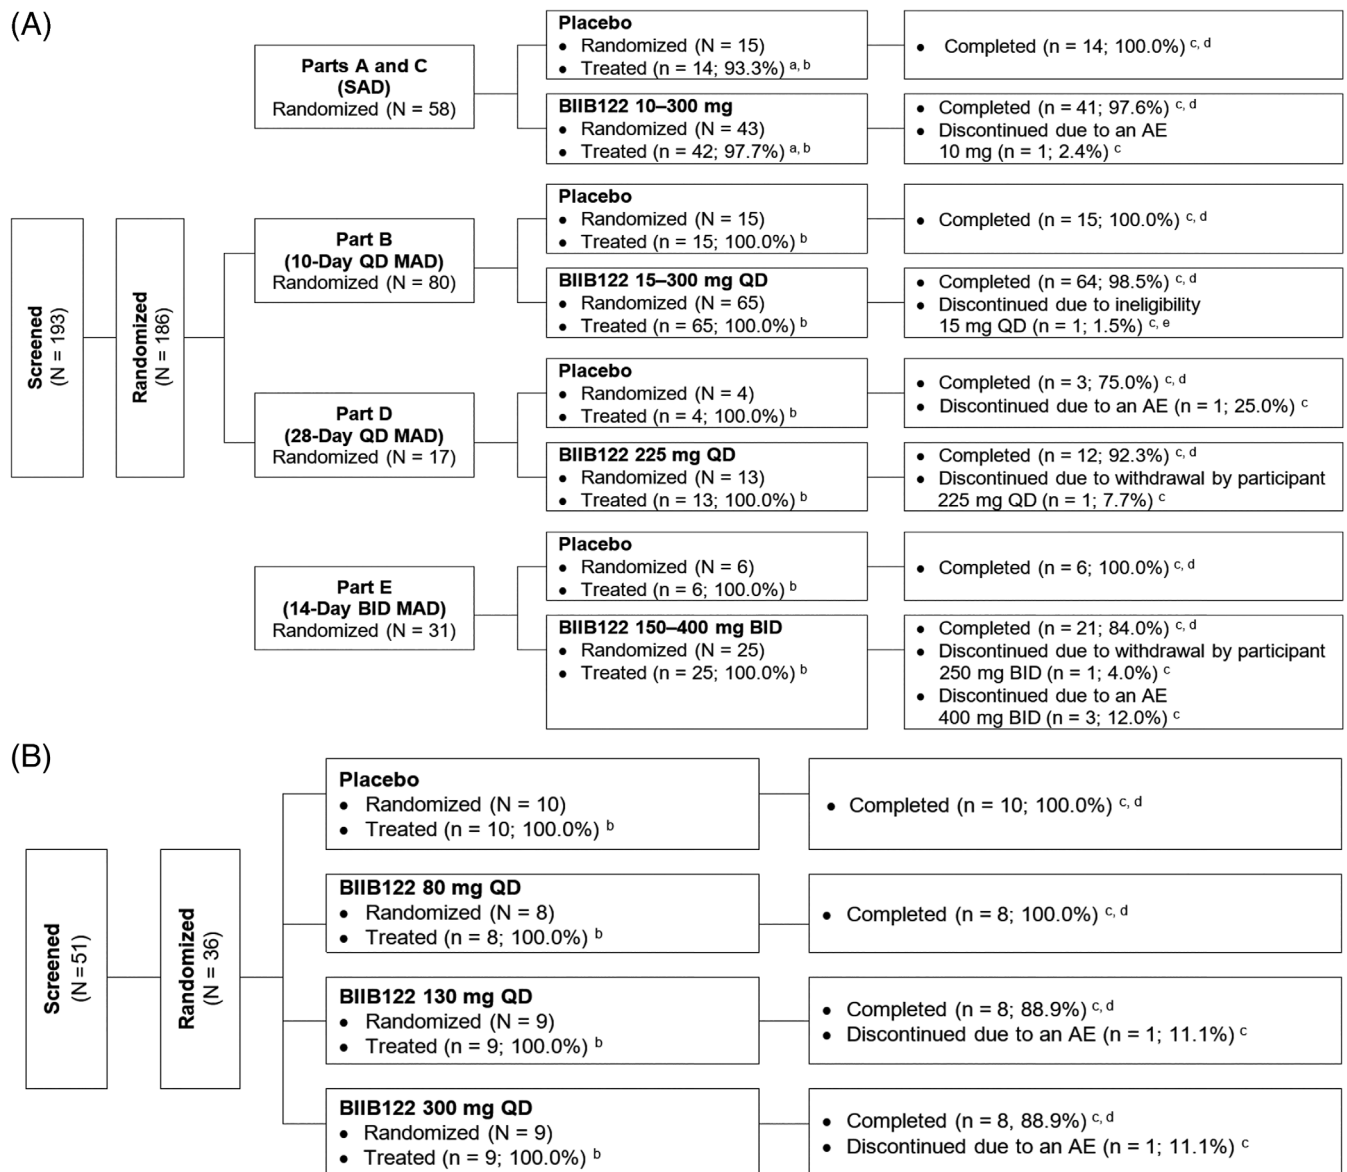 (A)
Screened
(N = 193)
Randomized
(N = 186)
Parts A and C
(SAD)
Randomized (N = 58)
Placebo
• Randomized (N = 15)
• Treated (n = 14; 93.3%) a, b
• Completed (n = 14; 100.0%) c, d
BIIB122 10–300 mg
• Randomized (N = 43)
• Treated (n = 42; 97.7%) a, b
• Completed (n = 41; 97.6%) c, d
• Discontinued due to an AE
10 mg (n = 1; 2.4%) c
Part B
(10-Day QD MAD)
Randomized (N = 80)
Placebo
• Randomized (N = 15)
• Treated (n = 15; 100.0%) b
• Completed (n = 15; 100.0%) c, d
BIIB122 15–300 mg QD
• Randomized (N = 65)
• Treated (n = 65; 100.0%) b
• Completed (n = 64; 98.5%) c, d
• Discontinued due to ineligibility
15 mg QD (n = 1; 1.5%) c, e
Part D
(28-Day QD MAD)
Randomized (N = 17)
Placebo
• Randomized (N = 4)
• Treated (n = 4; 100.0%) b
• Completed (n = 3; 75.0%) c, d
• Discontinued due to an AE (n = 1; 25.0%) c
BIIB122 225 mg QD
• Randomized (N = 13)
• Treated (n = 13; 100.0%) b
• Completed (n = 12; 92.3%) c, d
• Discontinued due to withdrawal by participant
225 mg QD (n = 1; 7.7%) c
Part E
(14-Day BID MAD)
Randomized (N = 31)
Placebo
• Randomized (N = 6)
• Treated (n = 6; 100.0%) b
• Completed (n = 6; 100.0%) c, d
BIIB122 150–400 mg BID
• Randomized (N = 25)
• Treated (n = 25; 100.0%) b
• Completed (n = 21; 84.0%) c, d
• Discontinued due to withdrawal by participant
250 mg BID (n = 1; 4.0%) c
• Discontinued due to an AE
400 mg BID (n = 3; 12.0%) c
(B)
Screened
(N = 51)
Randomized
(N = 36)
Placebo
• Randomized (N = 10)
• Treated (n = 10; 100.0%) b
• Completed (n = 10; 100.0%) c, d
BIIB122 80 mg QD
• Randomized (N = 8)
• Treated (n = 8; 100.0%) b
• Completed (n = 8; 100.0%) c, d
BIIB122 130 mg QD
• Randomized (N = 9)
• Treated (n = 9; 100.0%) b
• Completed (n = 8; 88.9%) c, d
• Discontinued due to an AE (n = 1; 11.1%) c
BIIB122 300 mg QD
• Randomized (N = 9)
• Treated (n = 9; 100.0%) b
• Completed (n = 8, 88.9%) c, d
• Discontinued due to an AE (n = 1; 11.1%) c